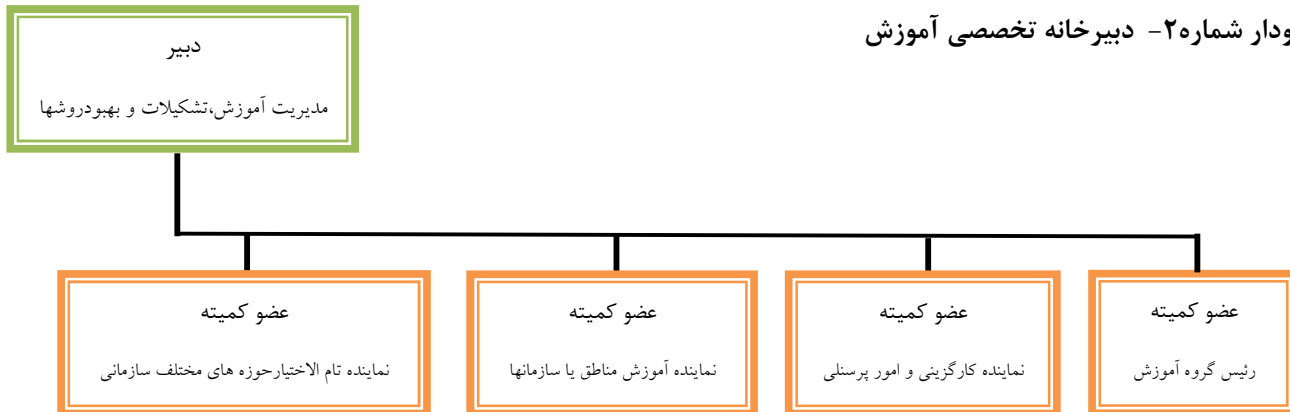 ودار شماره۲- دبیرخانه تخصصی آموزش
دبیر
مدیریت آموزش،تشکیلات و بهبودروشها
عضو کمیته
رئیس گروه آموزش
عضو کمیته
نماینده کارگزینی و امور پرسنلی
عضو کمیته
نماینده آموزش مناطق یا سازمانها
عضو کمیته
نماینده تام الاختیارحوزه های مختلف سازمانی